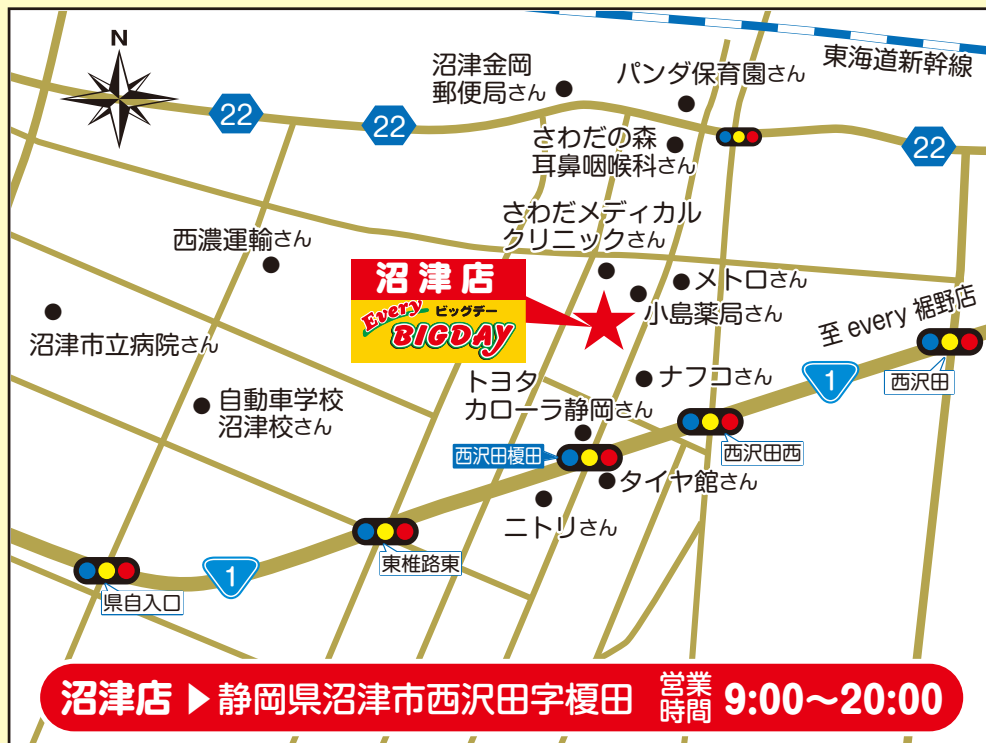 N
東海道新幹線
沼津金岡
郵便局さん
パンダ保育園さん
22
22
22
さわだの森
耳鼻咽喉科さん
さわだメディカル
クリニックさん
西濃運輸さん
メトロさん
小島薬局さん
沼津店
Every
ビッグデー
BIGDAY
至 every 裾野店
沼津市立病院さん
西沢田
1
トヨタ
カローラ静岡さん
ナフコさん
自動車学校
沼津校さん
西沢田榎田
西沢田西
タイヤ館さん
ニトリさん
東椎路東
1
県自入口
沼津店 ▶ 静岡県沼津市西沢田字榎田
営業
時間
9:00〜20:00